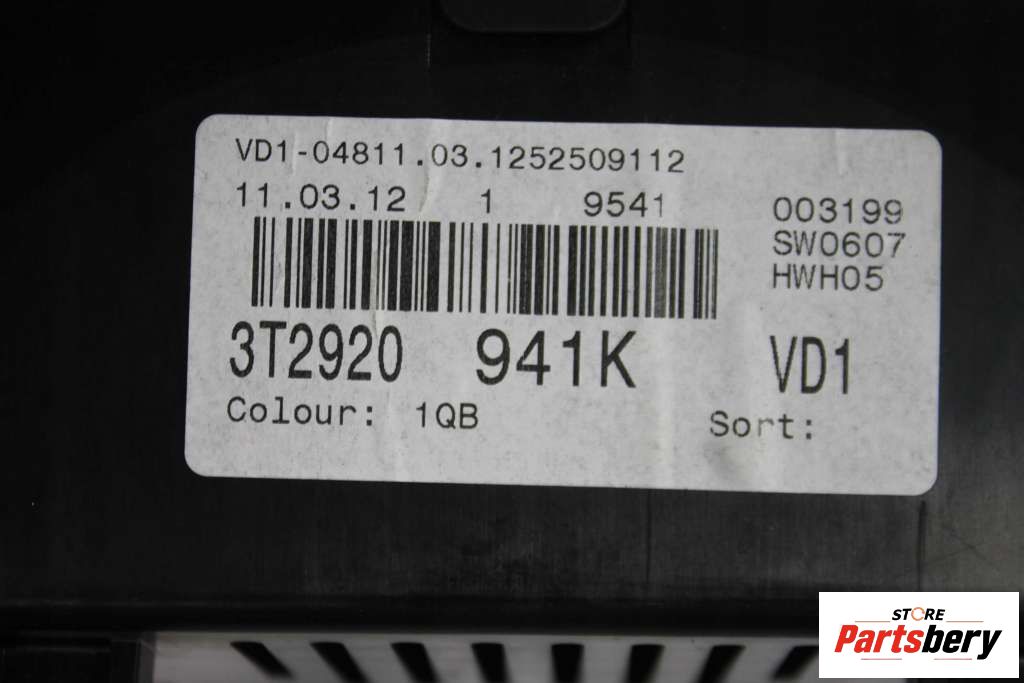 VD1-04811.03.1252509112
11.03.12 1 9541 003199
SW0607
HWH05
3T2920 941K VD1
Colour: 1QB Sort:
STORE
Partsbery